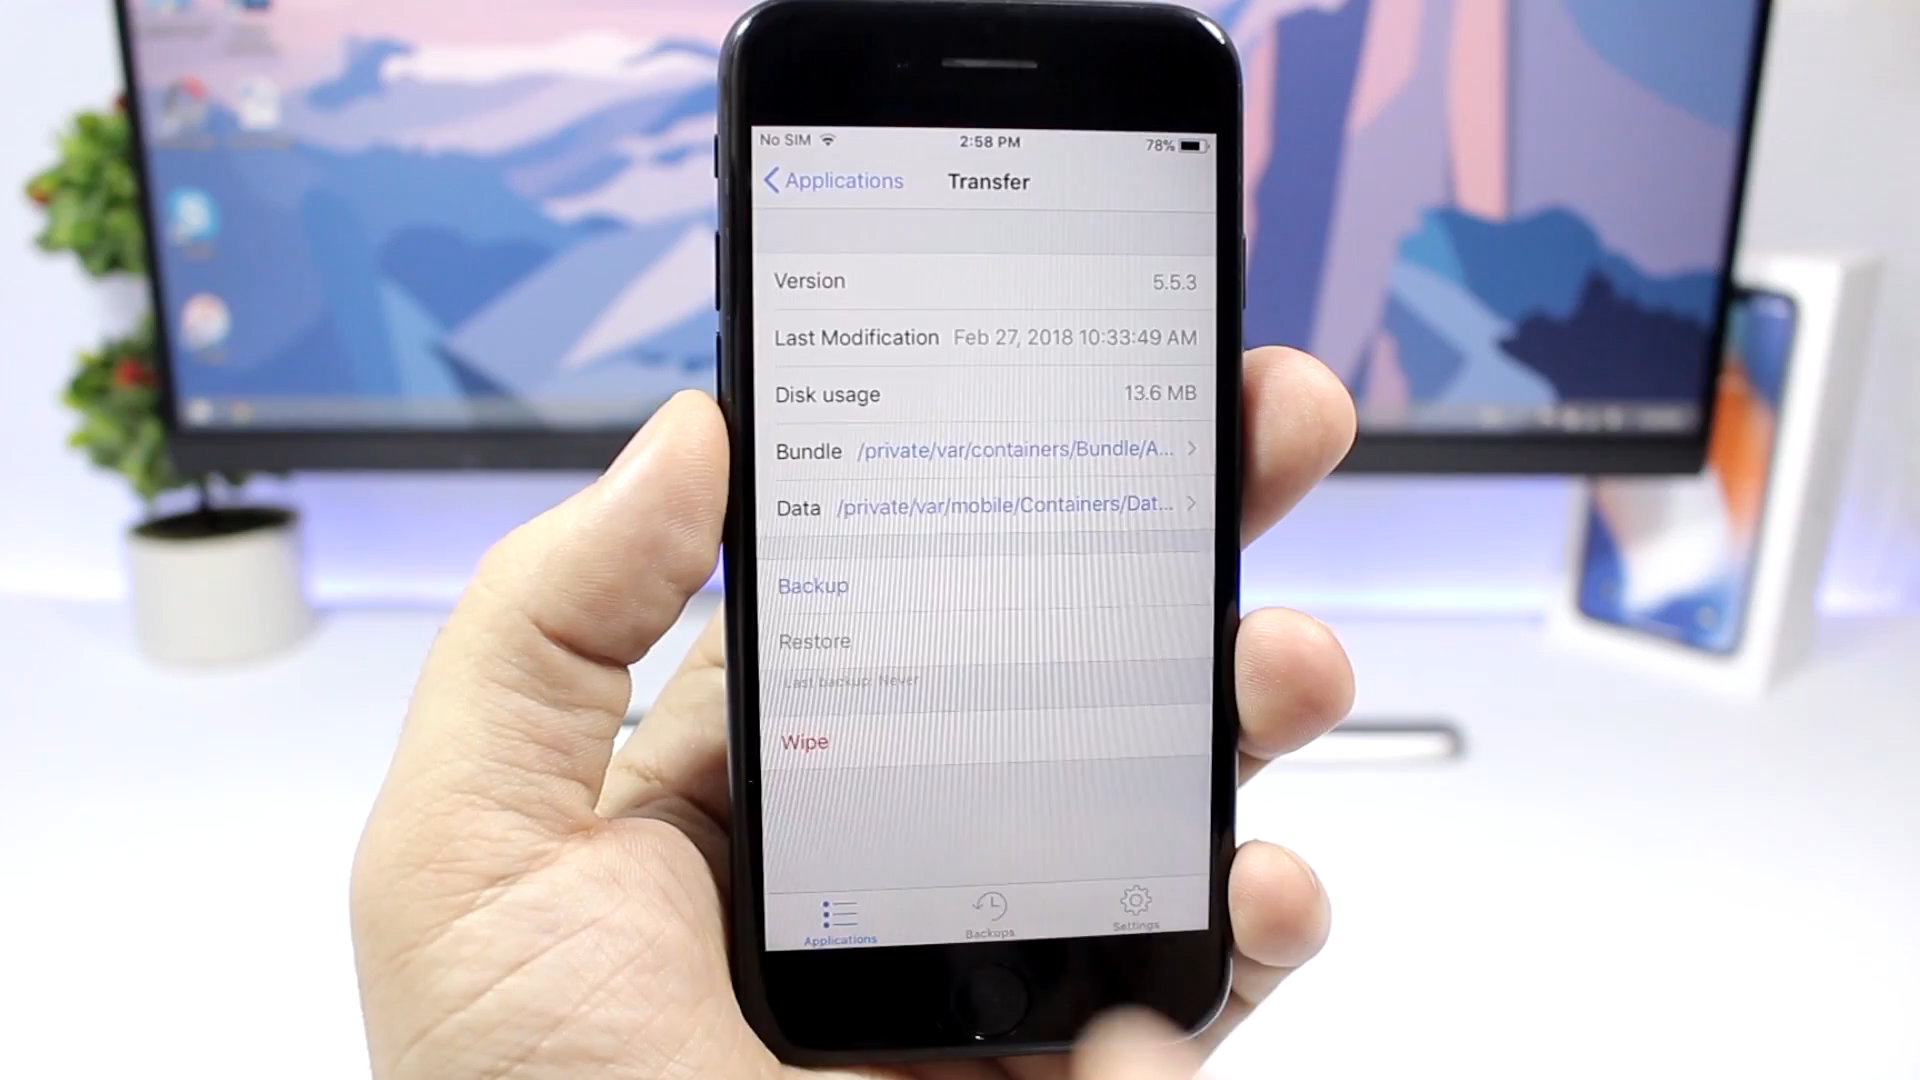 No SIM 2:58 PM 78%
Applications Transfer
Version 5.5.3
Last Modification Feb 27, 2018 10:33:49 AM
Disk usage 13.6 MB
Bundle /private/var/containers/Bundle/A...
Data /private/var/mobile/Containers/Dat...
Backup
Restore
Last backup: Never
Wipe
Applications Backups Settings